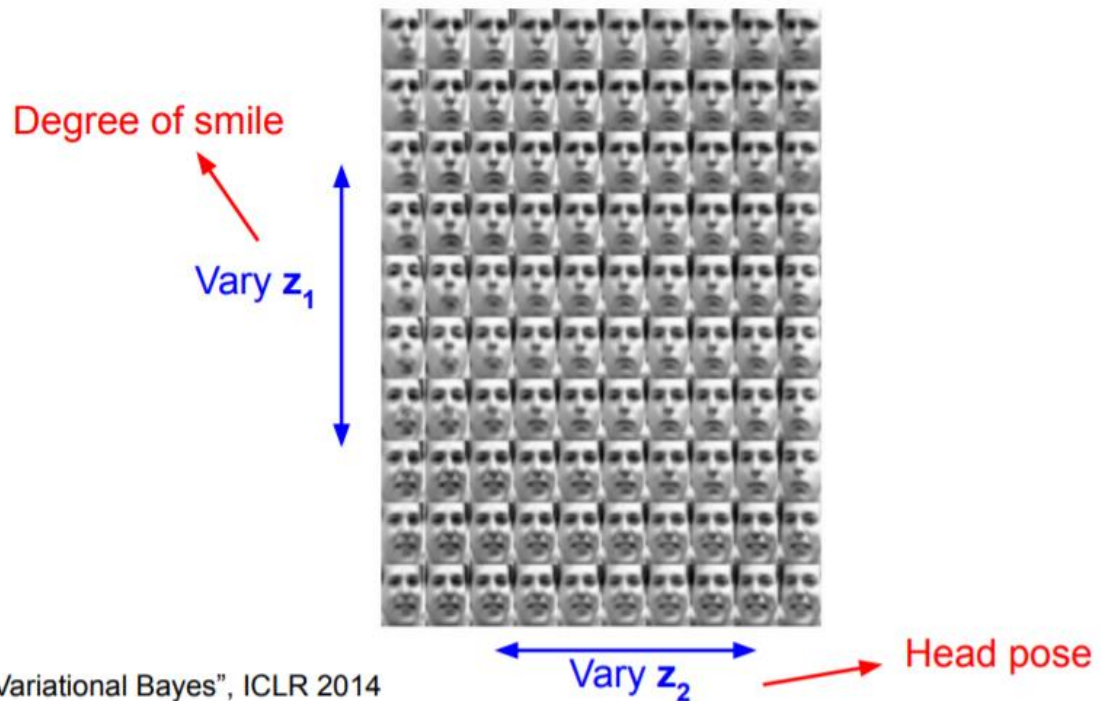 Degree of smile
Vary z₁
Vary z₂
Head pose
Variational Bayes”, ICLR 2014